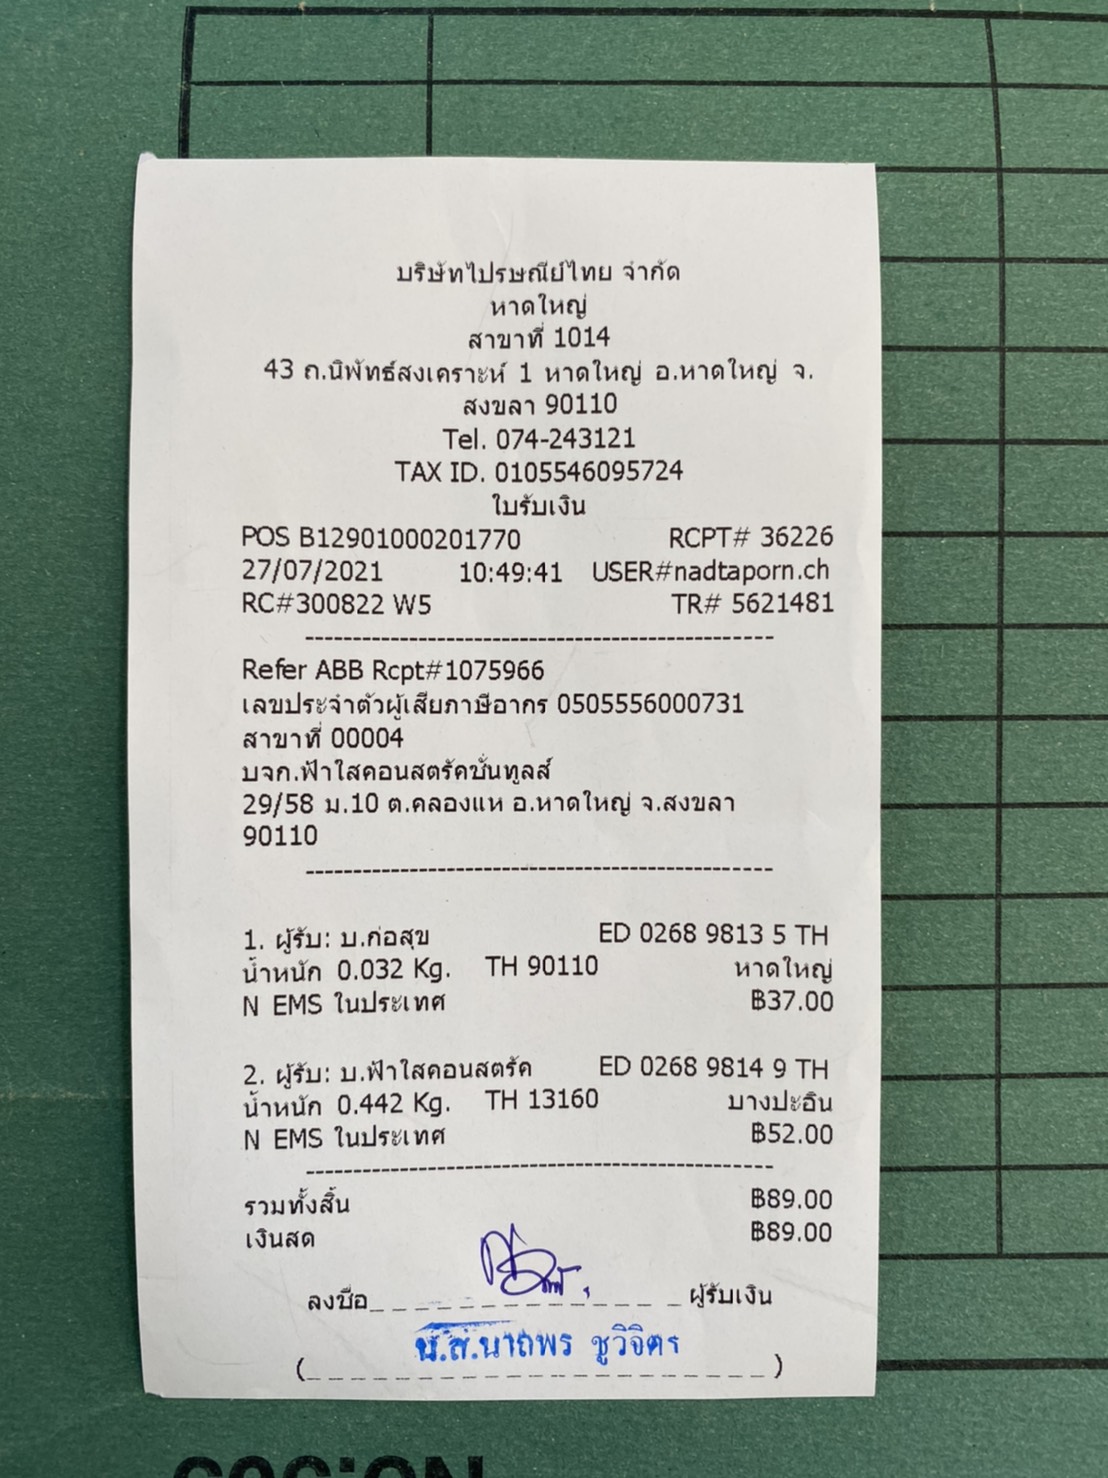 บริษัทไปรษณีย์ไทย จำกัด
หาดใหญ่
สาขาที่ 1014
43 ถ.นิพัทธ์สงเคราะห์ 1 หาดใหญ่ อ.หาดใหญ่ จ.
สงขลา 90110
Tel. 074-243121
TAX ID. 0105546095724
ใบรับเงิน
POS B12901000201770 RCPT# 36226
27/07/2021 10:49:41 USER#nadtaporn.ch
RC#300822 W5 TR# 5621481
Refer ABB Rcpt#1075966
เลขประจำตัวผู้เสียภาษีอากร 0505556000731
สาขาที่ 00004
บจก.ฟ้าใสคอนสตรัคชั่นทูลส์
29/58 ม.10 ต.คลองแห อ.หาดใหญ่ จ.สงขลา
90110
1. ผู้รับ: บ.ก่อสุข ED 0268 9813 5 TH
น้ำหนัก 0.032 Kg. TH 90110 หาดใหญ่
N EMS ในประเทศ ฿37.00
2. ผู้รับ: บ.ฟ้าใสคอนสตรัค ED 0268 9814 9 TH
น้ำหนัก 0.442 Kg. TH 13160 บางปะอิน
N EMS ในประเทศ ฿52.00
รวมทั้งสิ้น ฿89.00
เงินสด ฿89.00
ลงชื่อ ผู้รับเงิน
น.ส.นาถพร ชูวิจิตร